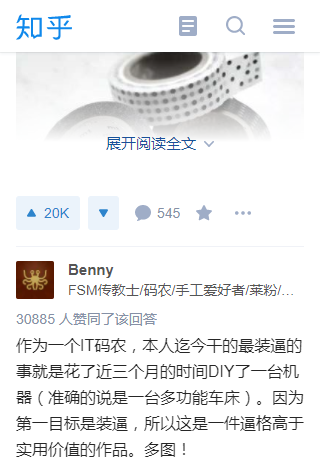 知乎
展开阅读全文
20K
545
Benny
FSM传教士/码农/手工爱好者/莱粉/…
30885 人赞同了该回答
作为一个IT码农，本人迄今干的最装逼的
事就是花了近三个月的时间DIY了一台机
器（准确的说是一台多功能车床）。因为
第一目标是装逼，所以这是一件逼格高于
实用价值的作品。多图！